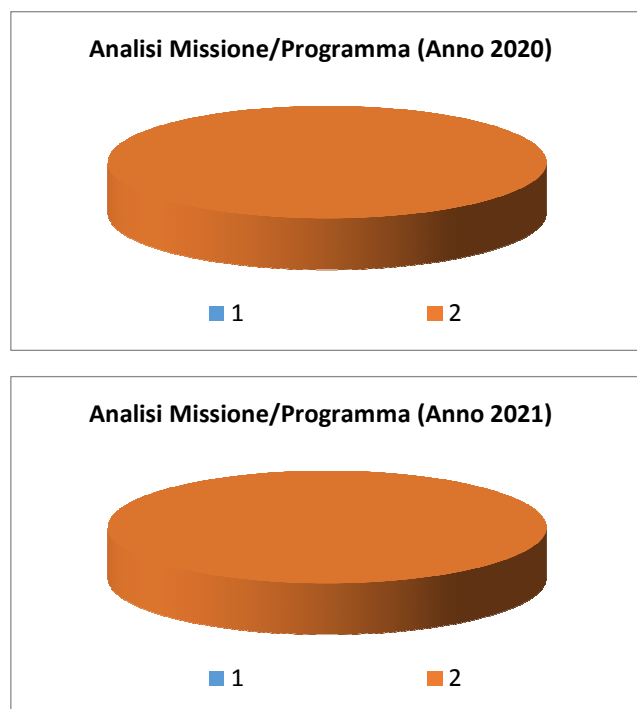 Analisi Missione/Programma (Anno 2020)
1 2
Analisi Missione/Programma (Anno 2021)
1 2